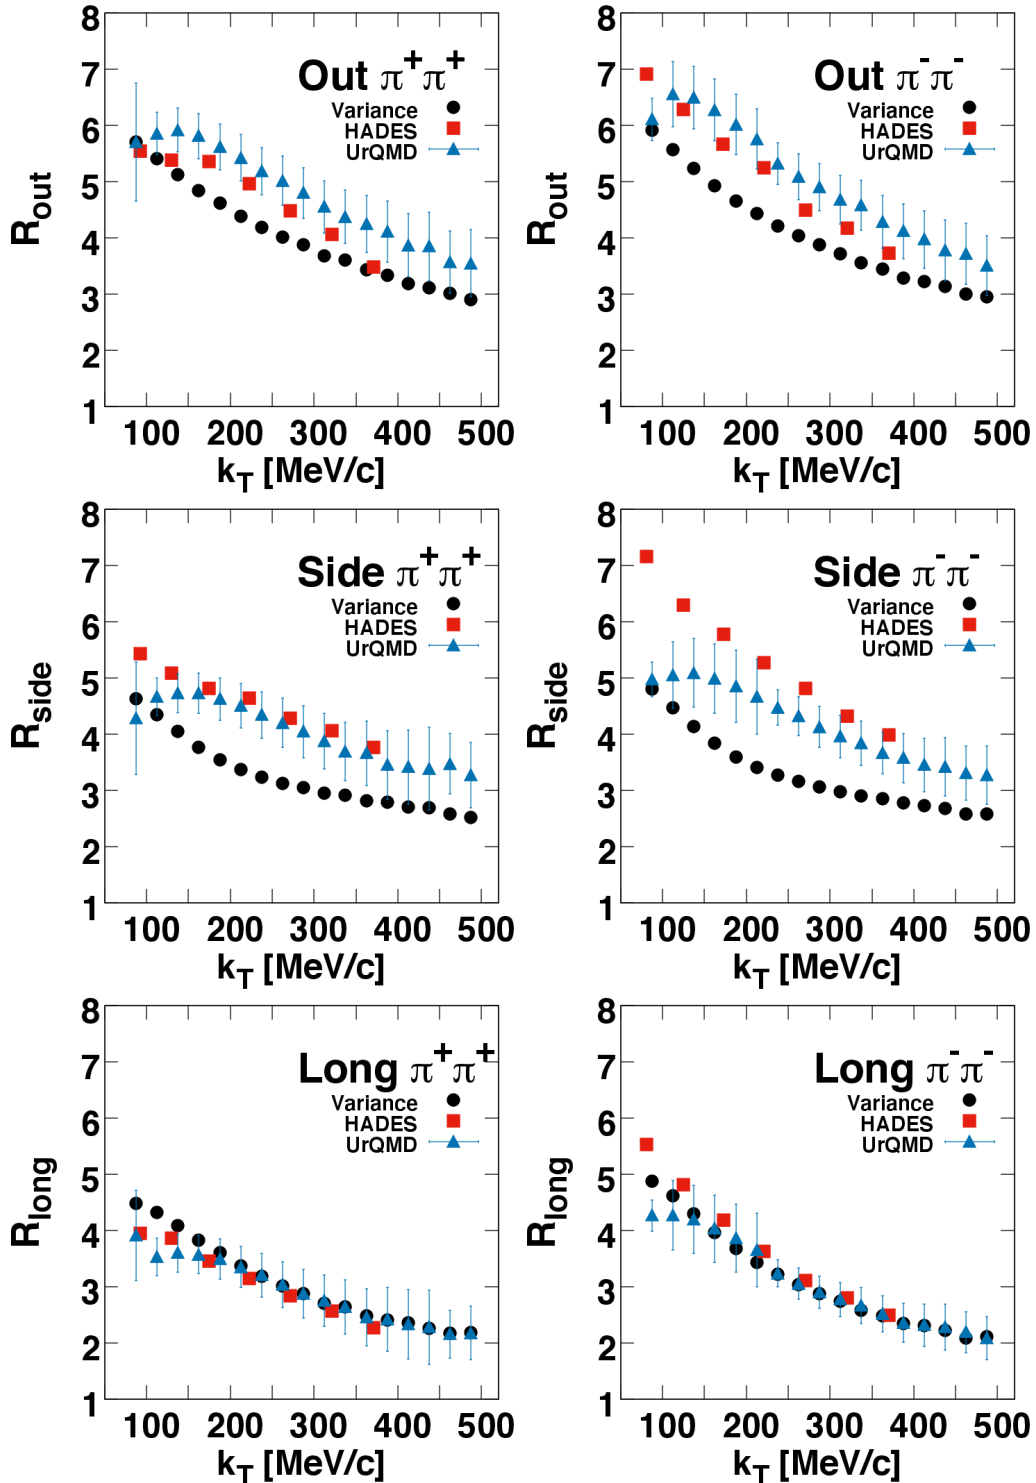 8
7
6
5
4
3
2
1
R_out
Out π⁺π⁺
Variance
HADES
UrQMD
100 200 300 400 500
k_T [MeV/c]
8
7
6
5
4
3
2
1
R_out
Out π⁻π⁻
Variance
HADES
UrQMD
100 200 300 400 500
k_T [MeV/c]
8
7
6
5
4
3
2
1
R_side
Side π⁺π⁺
Variance
HADES
UrQMD
100 200 300 400 500
k_T [MeV/c]
8
7
6
5
4
3
2
1
R_side
Side π⁻π⁻
Variance
HADES
UrQMD
100 200 300 400 500
k_T [MeV/c]
8
7
6
5
4
3
2
1
R_long
Long π⁺π⁺
Variance
HADES
UrQMD
100 200 300 400 500
k_T [MeV/c]
8
7
6
5
4
3
2
1
R_long
Long π⁻π⁻
Variance
HADES
UrQMD
100 200 300 400 500
k_T [MeV/c]